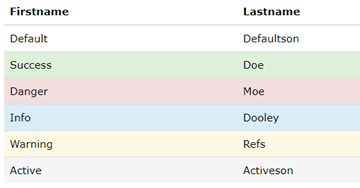 Firstname Lastname
Default Defaultson
Success Doe
Danger Moe
Info Dooley
Warning Refs
Active Activeson